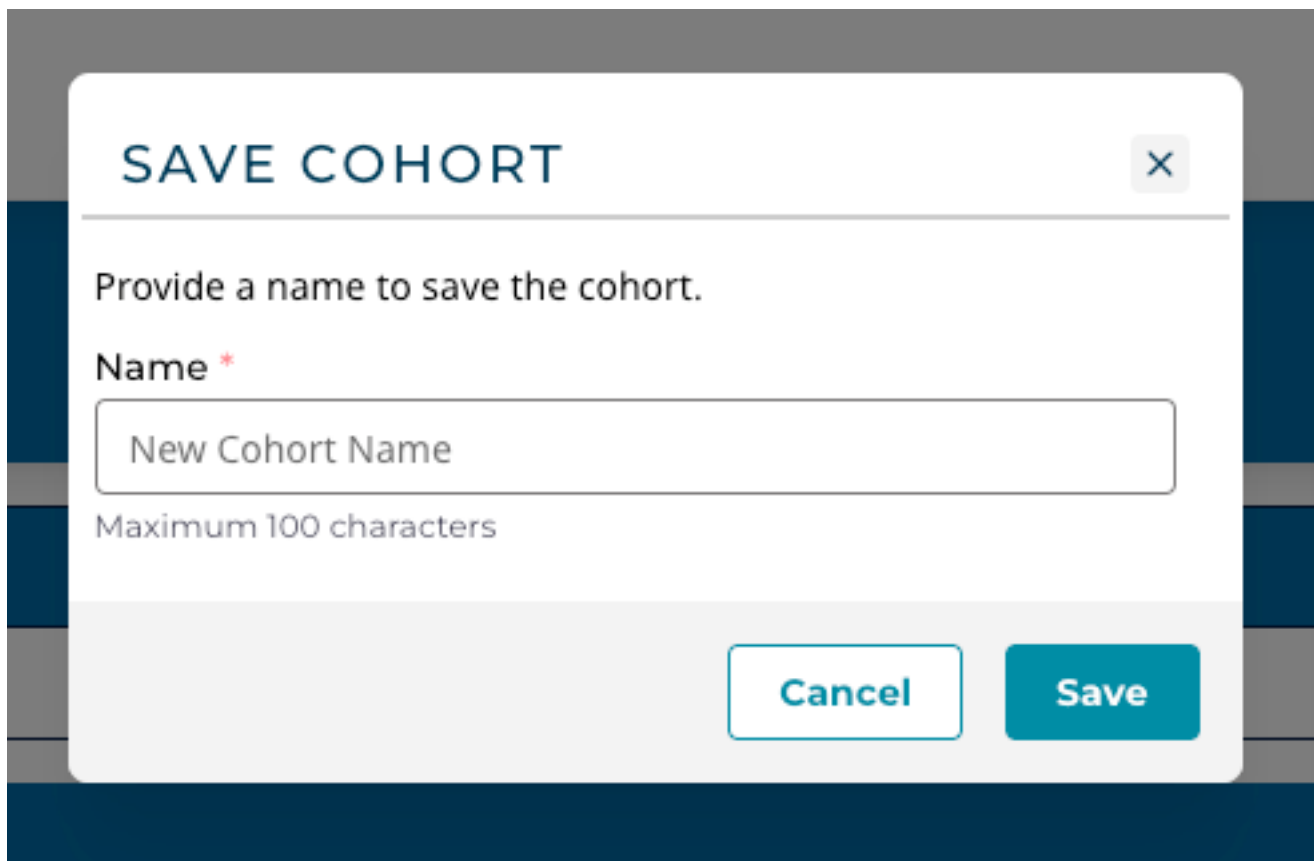 SAVE COHORT
Provide a name to save the cohort.
Name *
New Cohort Name
Maximum 100 characters
Cancel Save